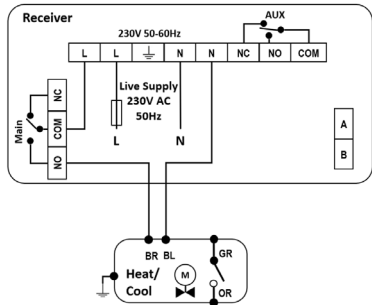 Receiver
AUX
230V 50-60Hz
L L N N NC NO COM
Live Supply
230V AC
50Hz
L N
Main
NC
COM
NO
A
B
BR BL GR
Heat/
Cool
M
OR